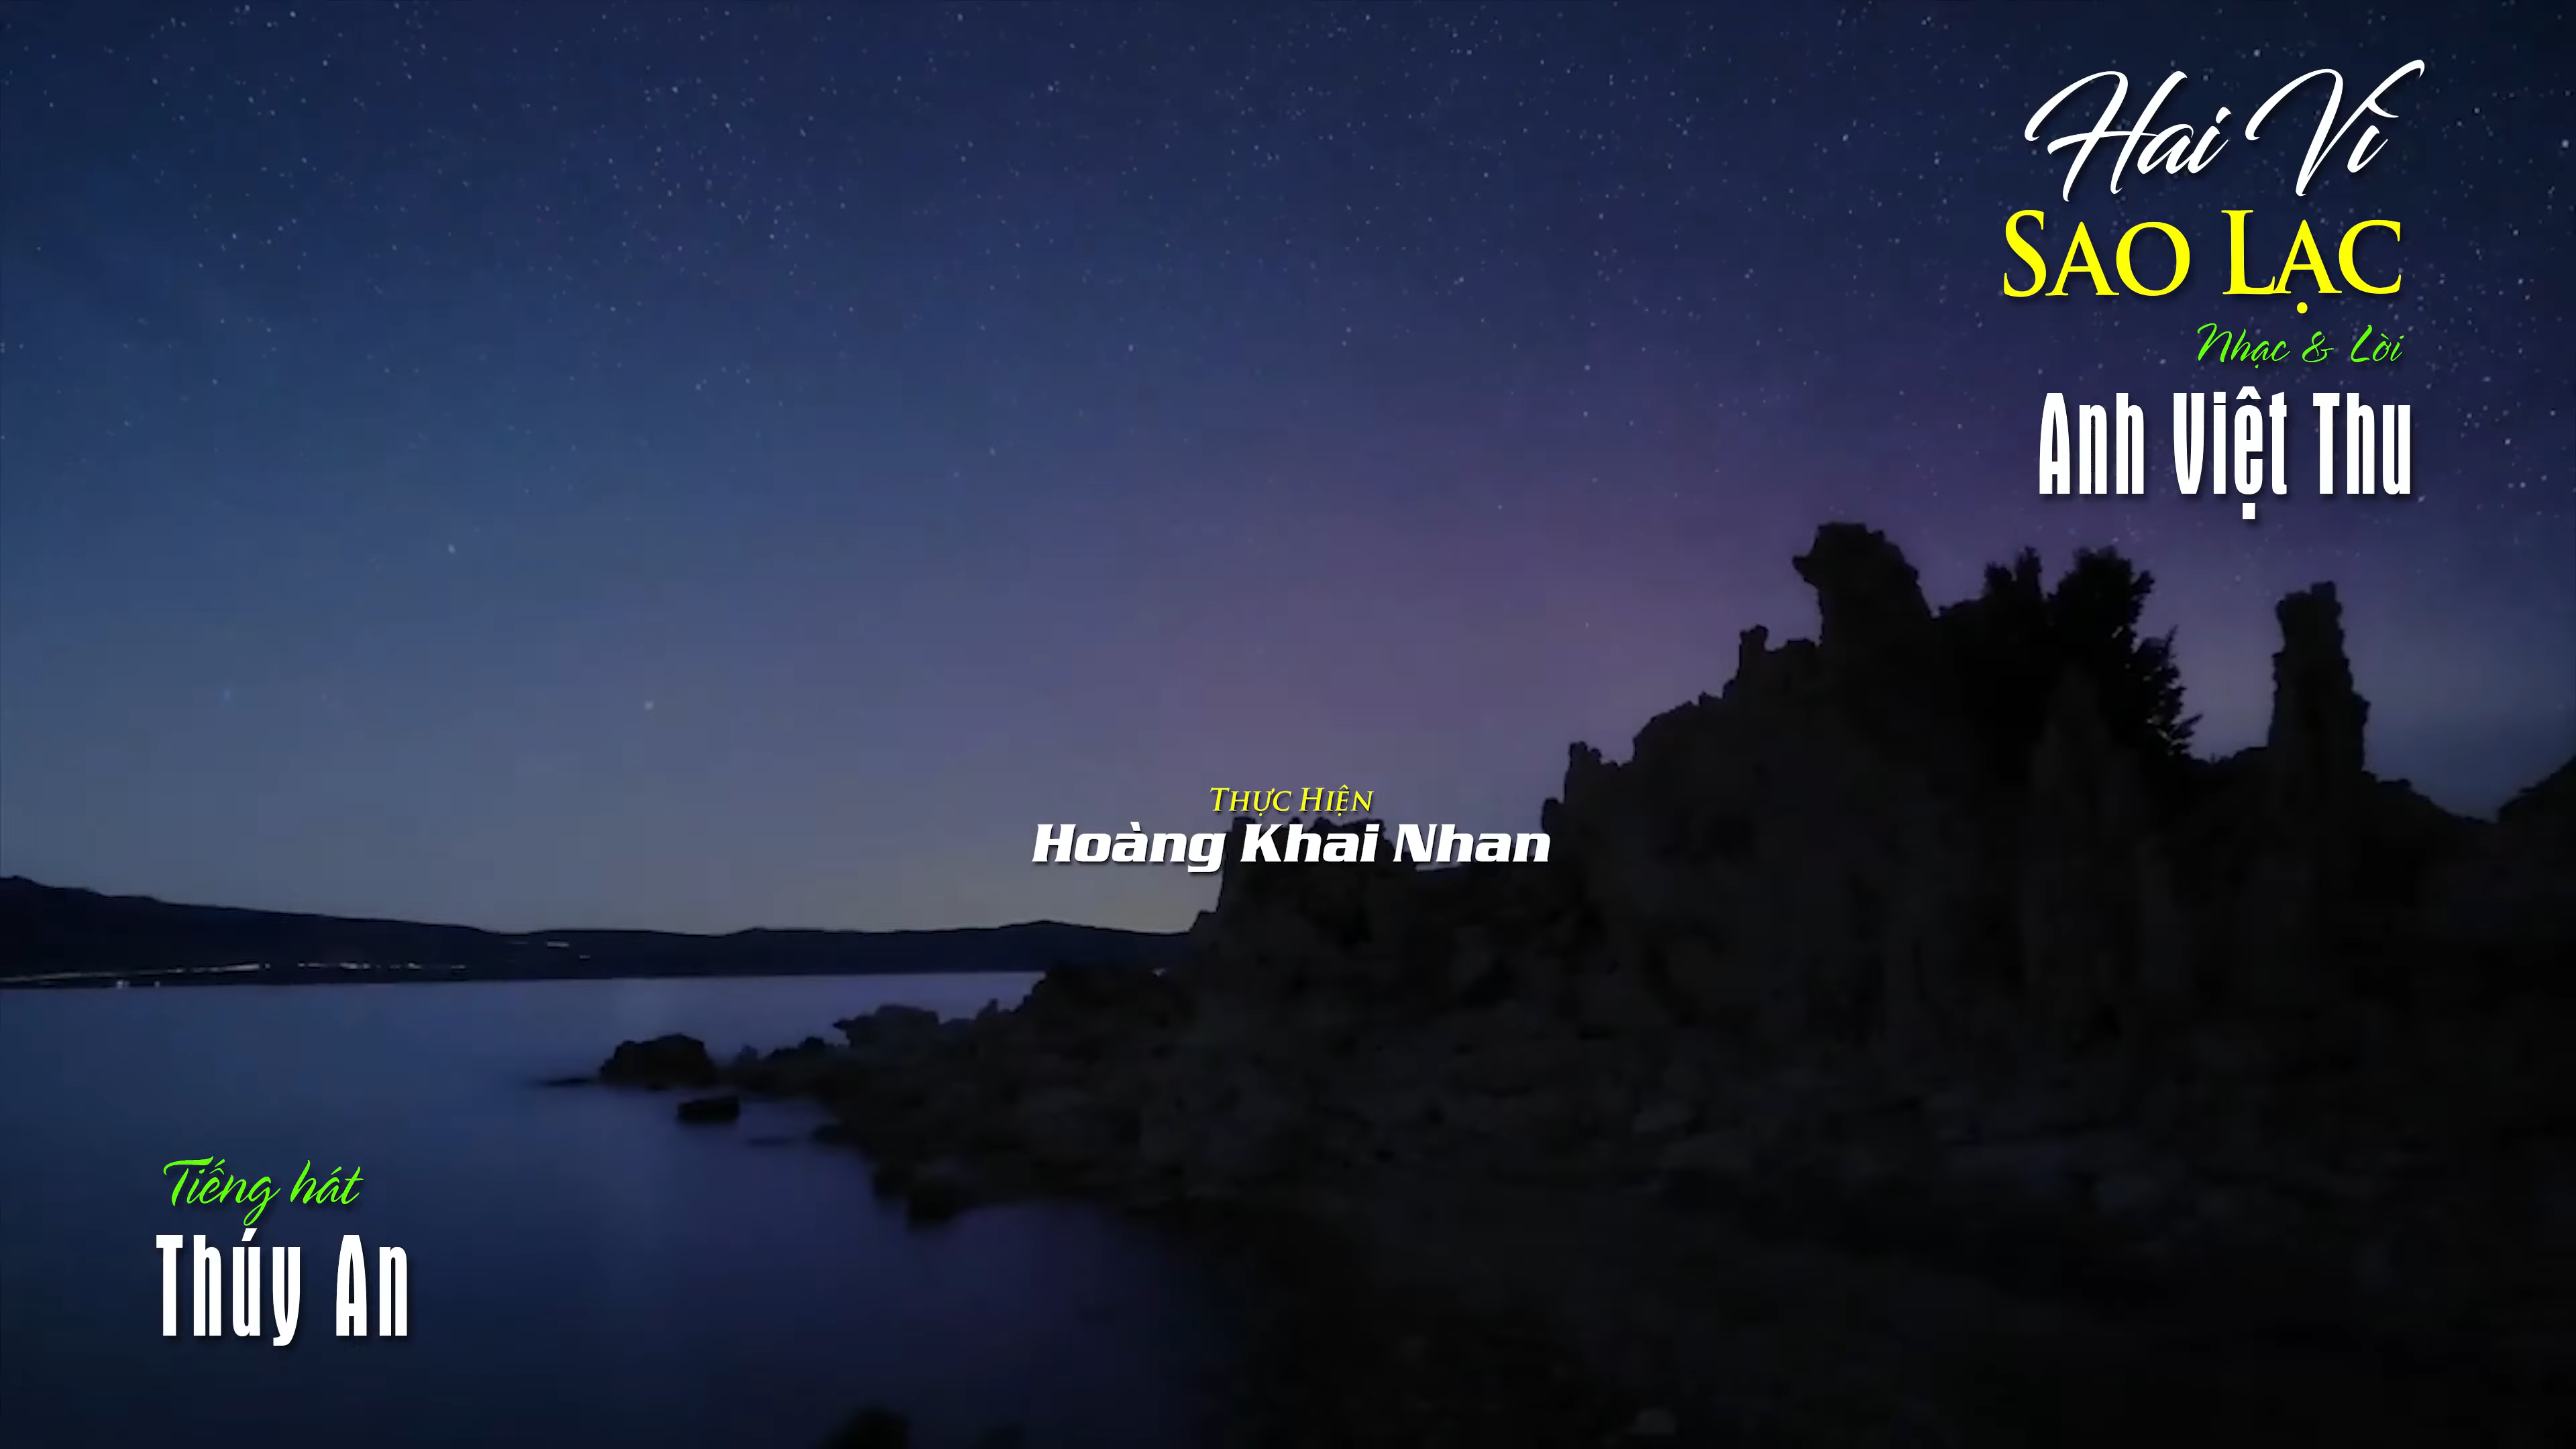 Hai Vì
SAO LẠC
Nhạc & Lời
Anh Việt Thu
THỰC HIỆN
Hoàng Khai Nhan
Tiếng hát
Thúy An